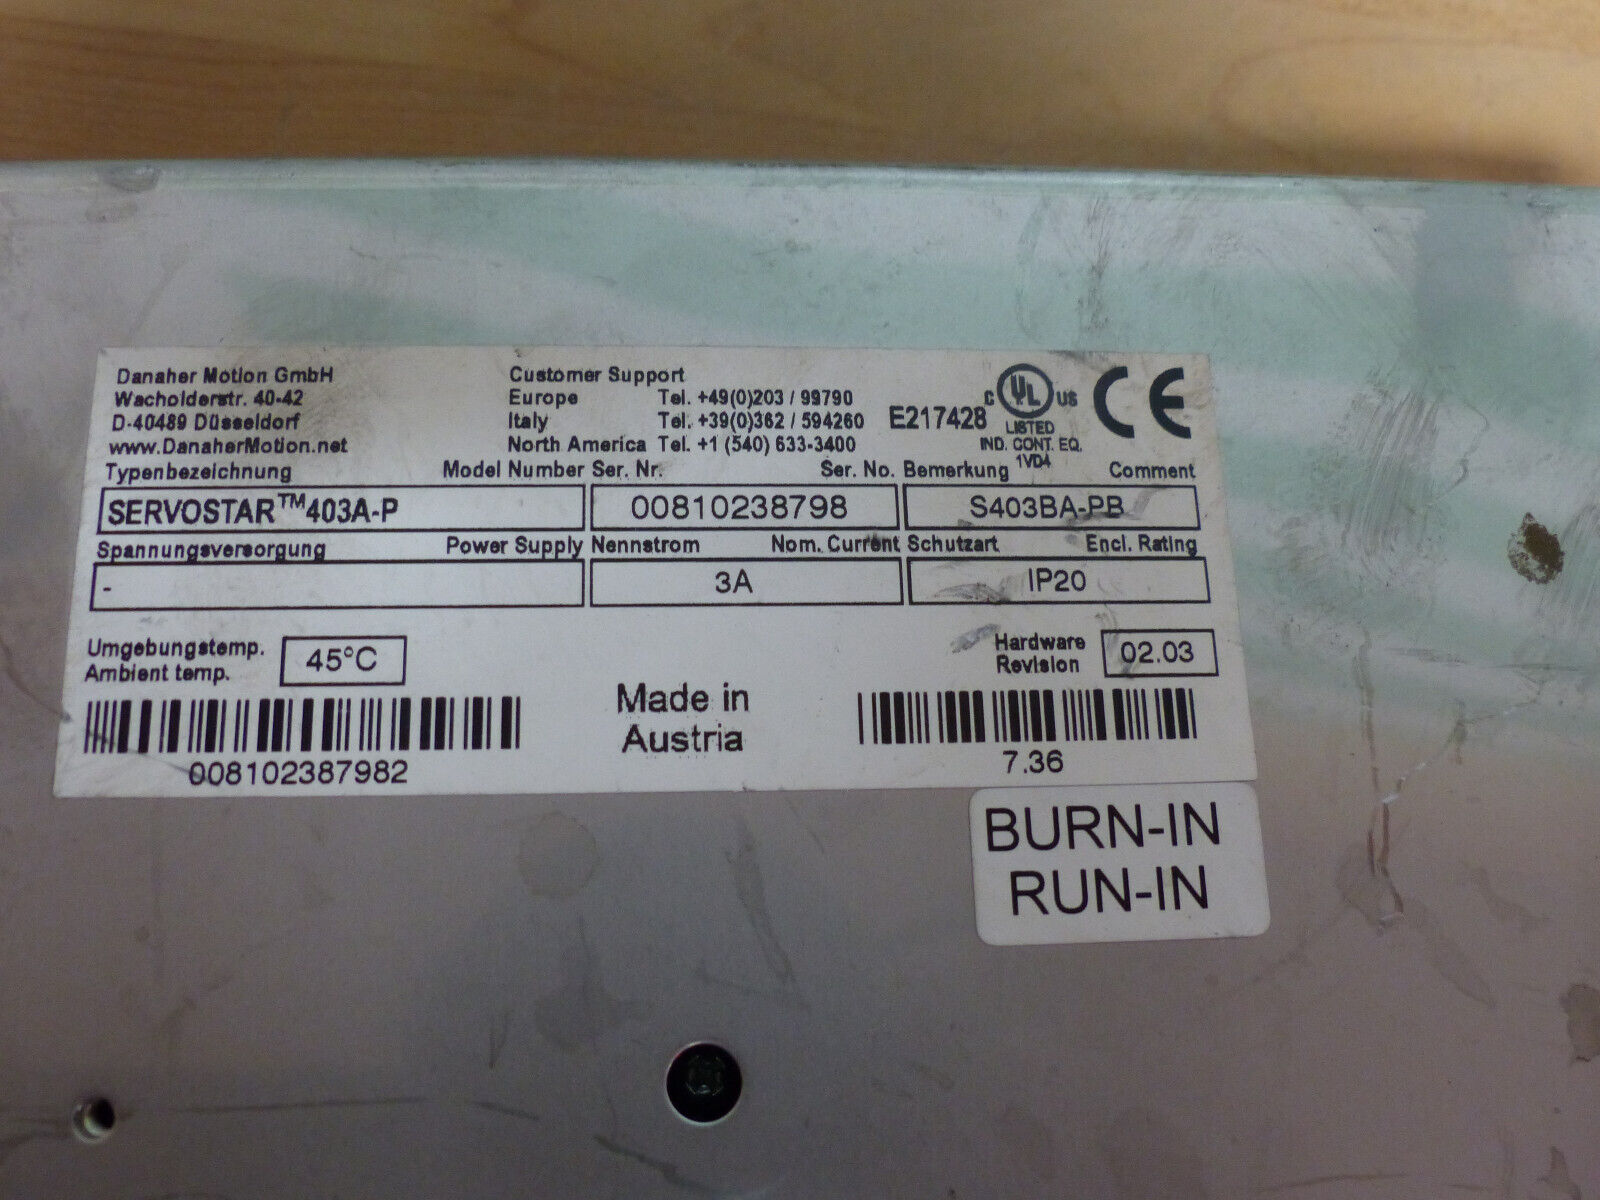 Danaher Motion GmbH
Wacholderstr. 40-42
D-40489 Düsseldorf
www.DanaherMotion.net
Customer Support
Europe Tel. +49(0)203 / 99790
Italy Tel. +39(0)362 / 594260
North America Tel. +1 (540) 633-3400
E217428
C UL US
LISTED
IND. CONT. EQ.
1VD4
CE
Typenbezeichnung Model Number Ser. Nr. Ser. No. Bemerkung Comment
SERVOSTAR™403A-P 00810238798 S403BA-PB
Spannungsversorgung Power Supply Nennstrom Nom. Current Schutzart Encl. Rating
- 3A IP20
Umgebungstemp.
Ambient temp.
45°C
Hardware
Revision
02.03
008102387982
Made in
Austria
7.36
BURN-IN
RUN-IN